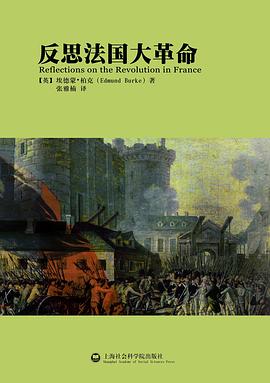 反思法国大革命
Reflections on the Revolution in France
【英】埃德蒙·柏克（Edmund Burke）著
张雅楠 译
上海社会科学院出版社
Shanghai Academy of Social Sciences Press